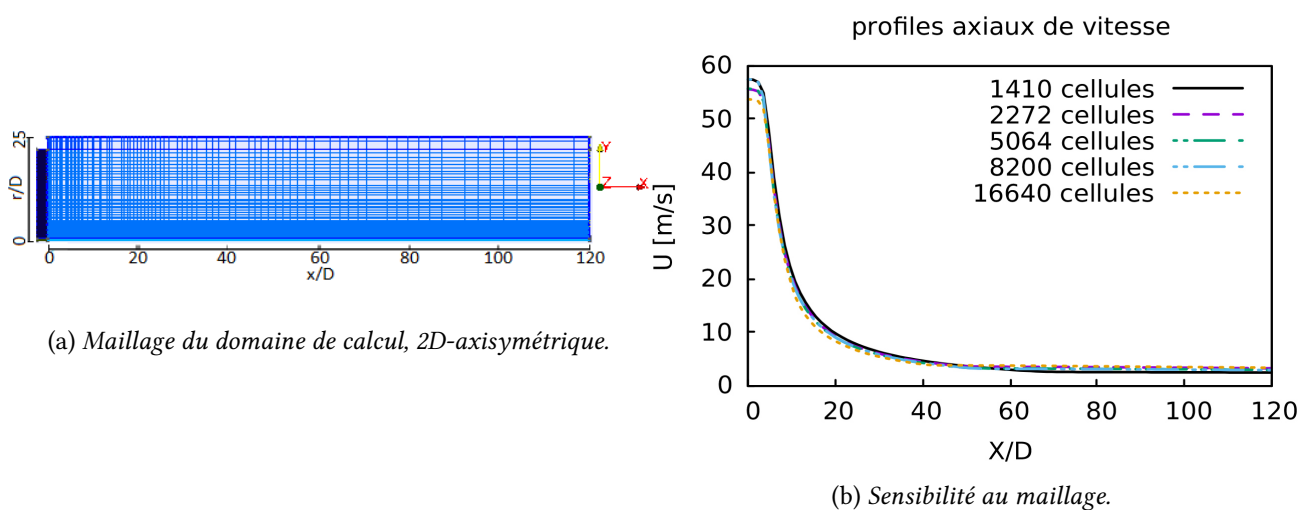 25
r/D
0
0
20
40
60
80
100
120
x/D
Y
Z
X
(a) Maillage du domaine de calcul, 2D-axisymétrique.
profiles axiaux de vitesse
60
50
40
30
20
10
0
U [m/s]
1410 cellules
2272 cellules
5064 cellules
8200 cellules
16640 cellules
0
20
40
60
80
100
120
X/D
(b) Sensibilité au maillage.